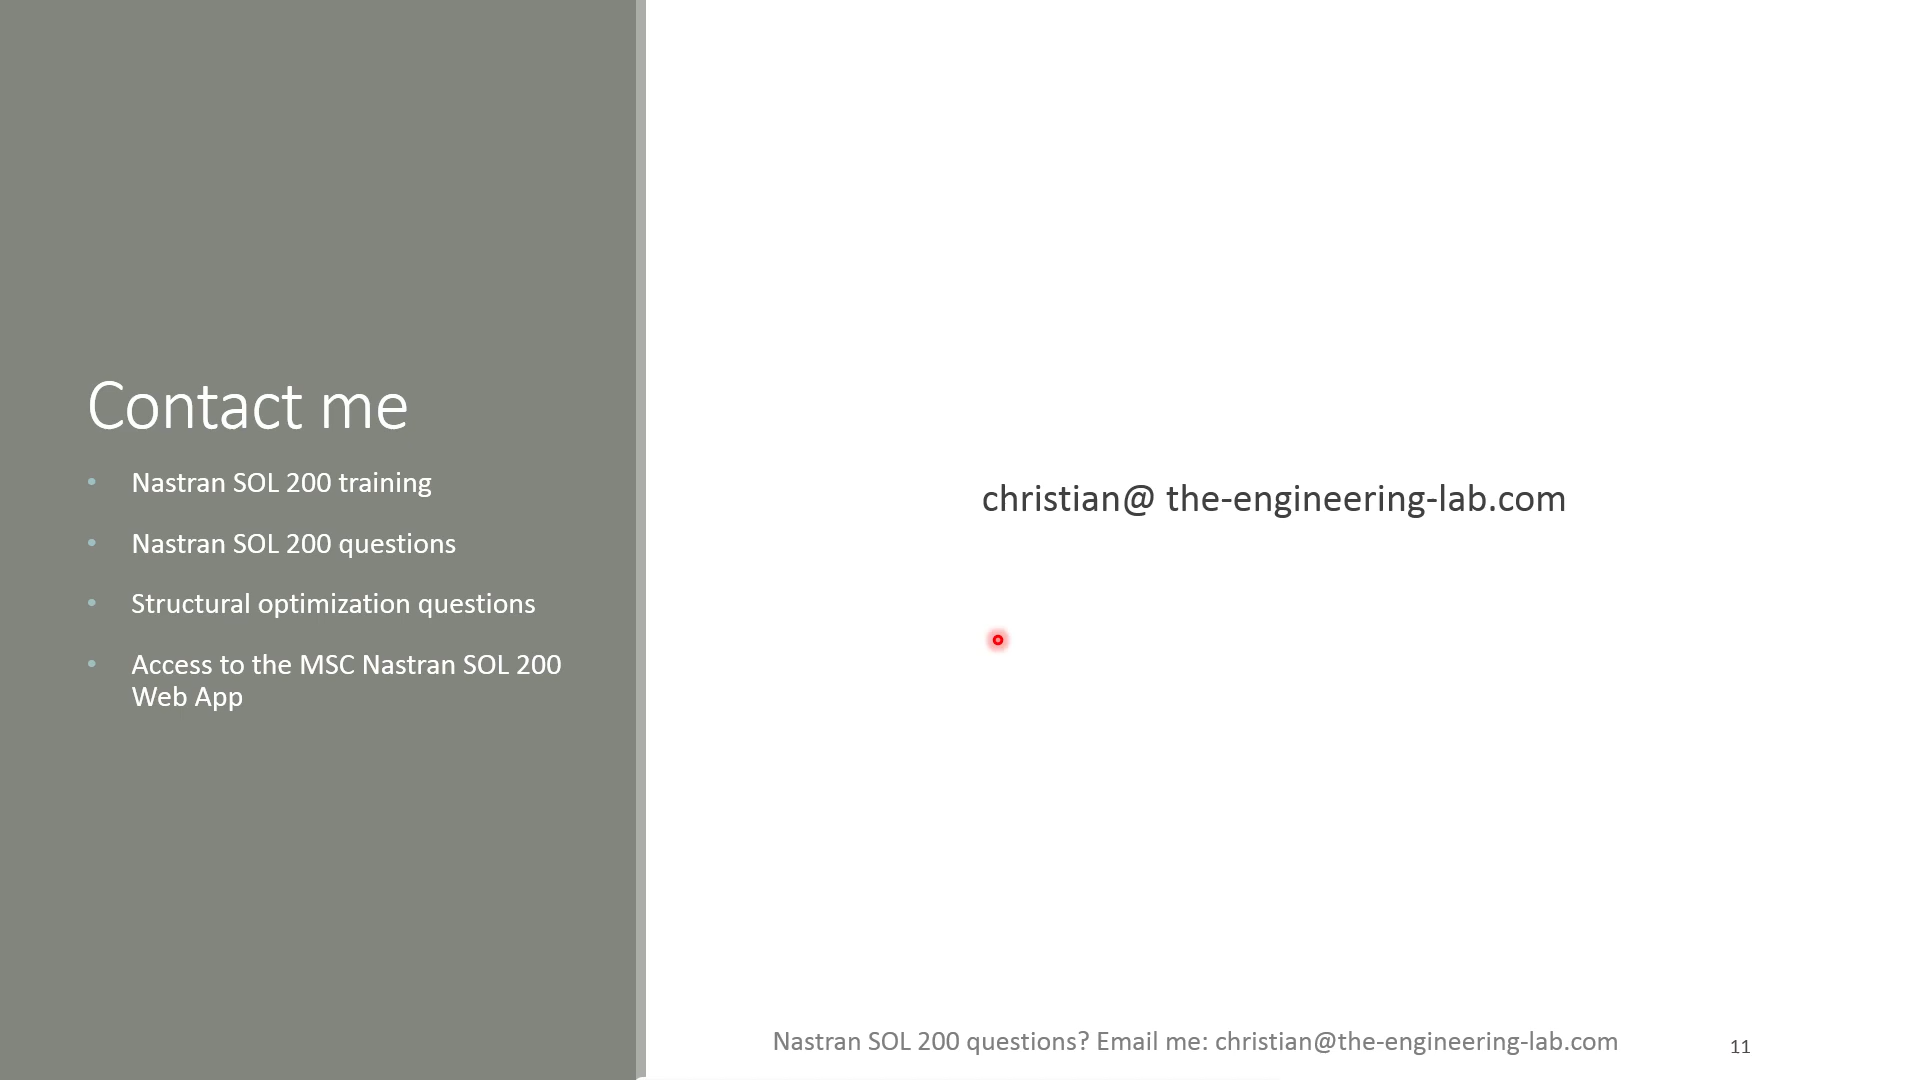 Contact me
• Nastran SOL 200 training
• Nastran SOL 200 questions
• Structural optimization questions
• Access to the MSC Nastran SOL 200
Web App
christian@ the-engineering-lab.com
Nastran SOL 200 questions? Email me: christian@the-engineering-lab.com
11